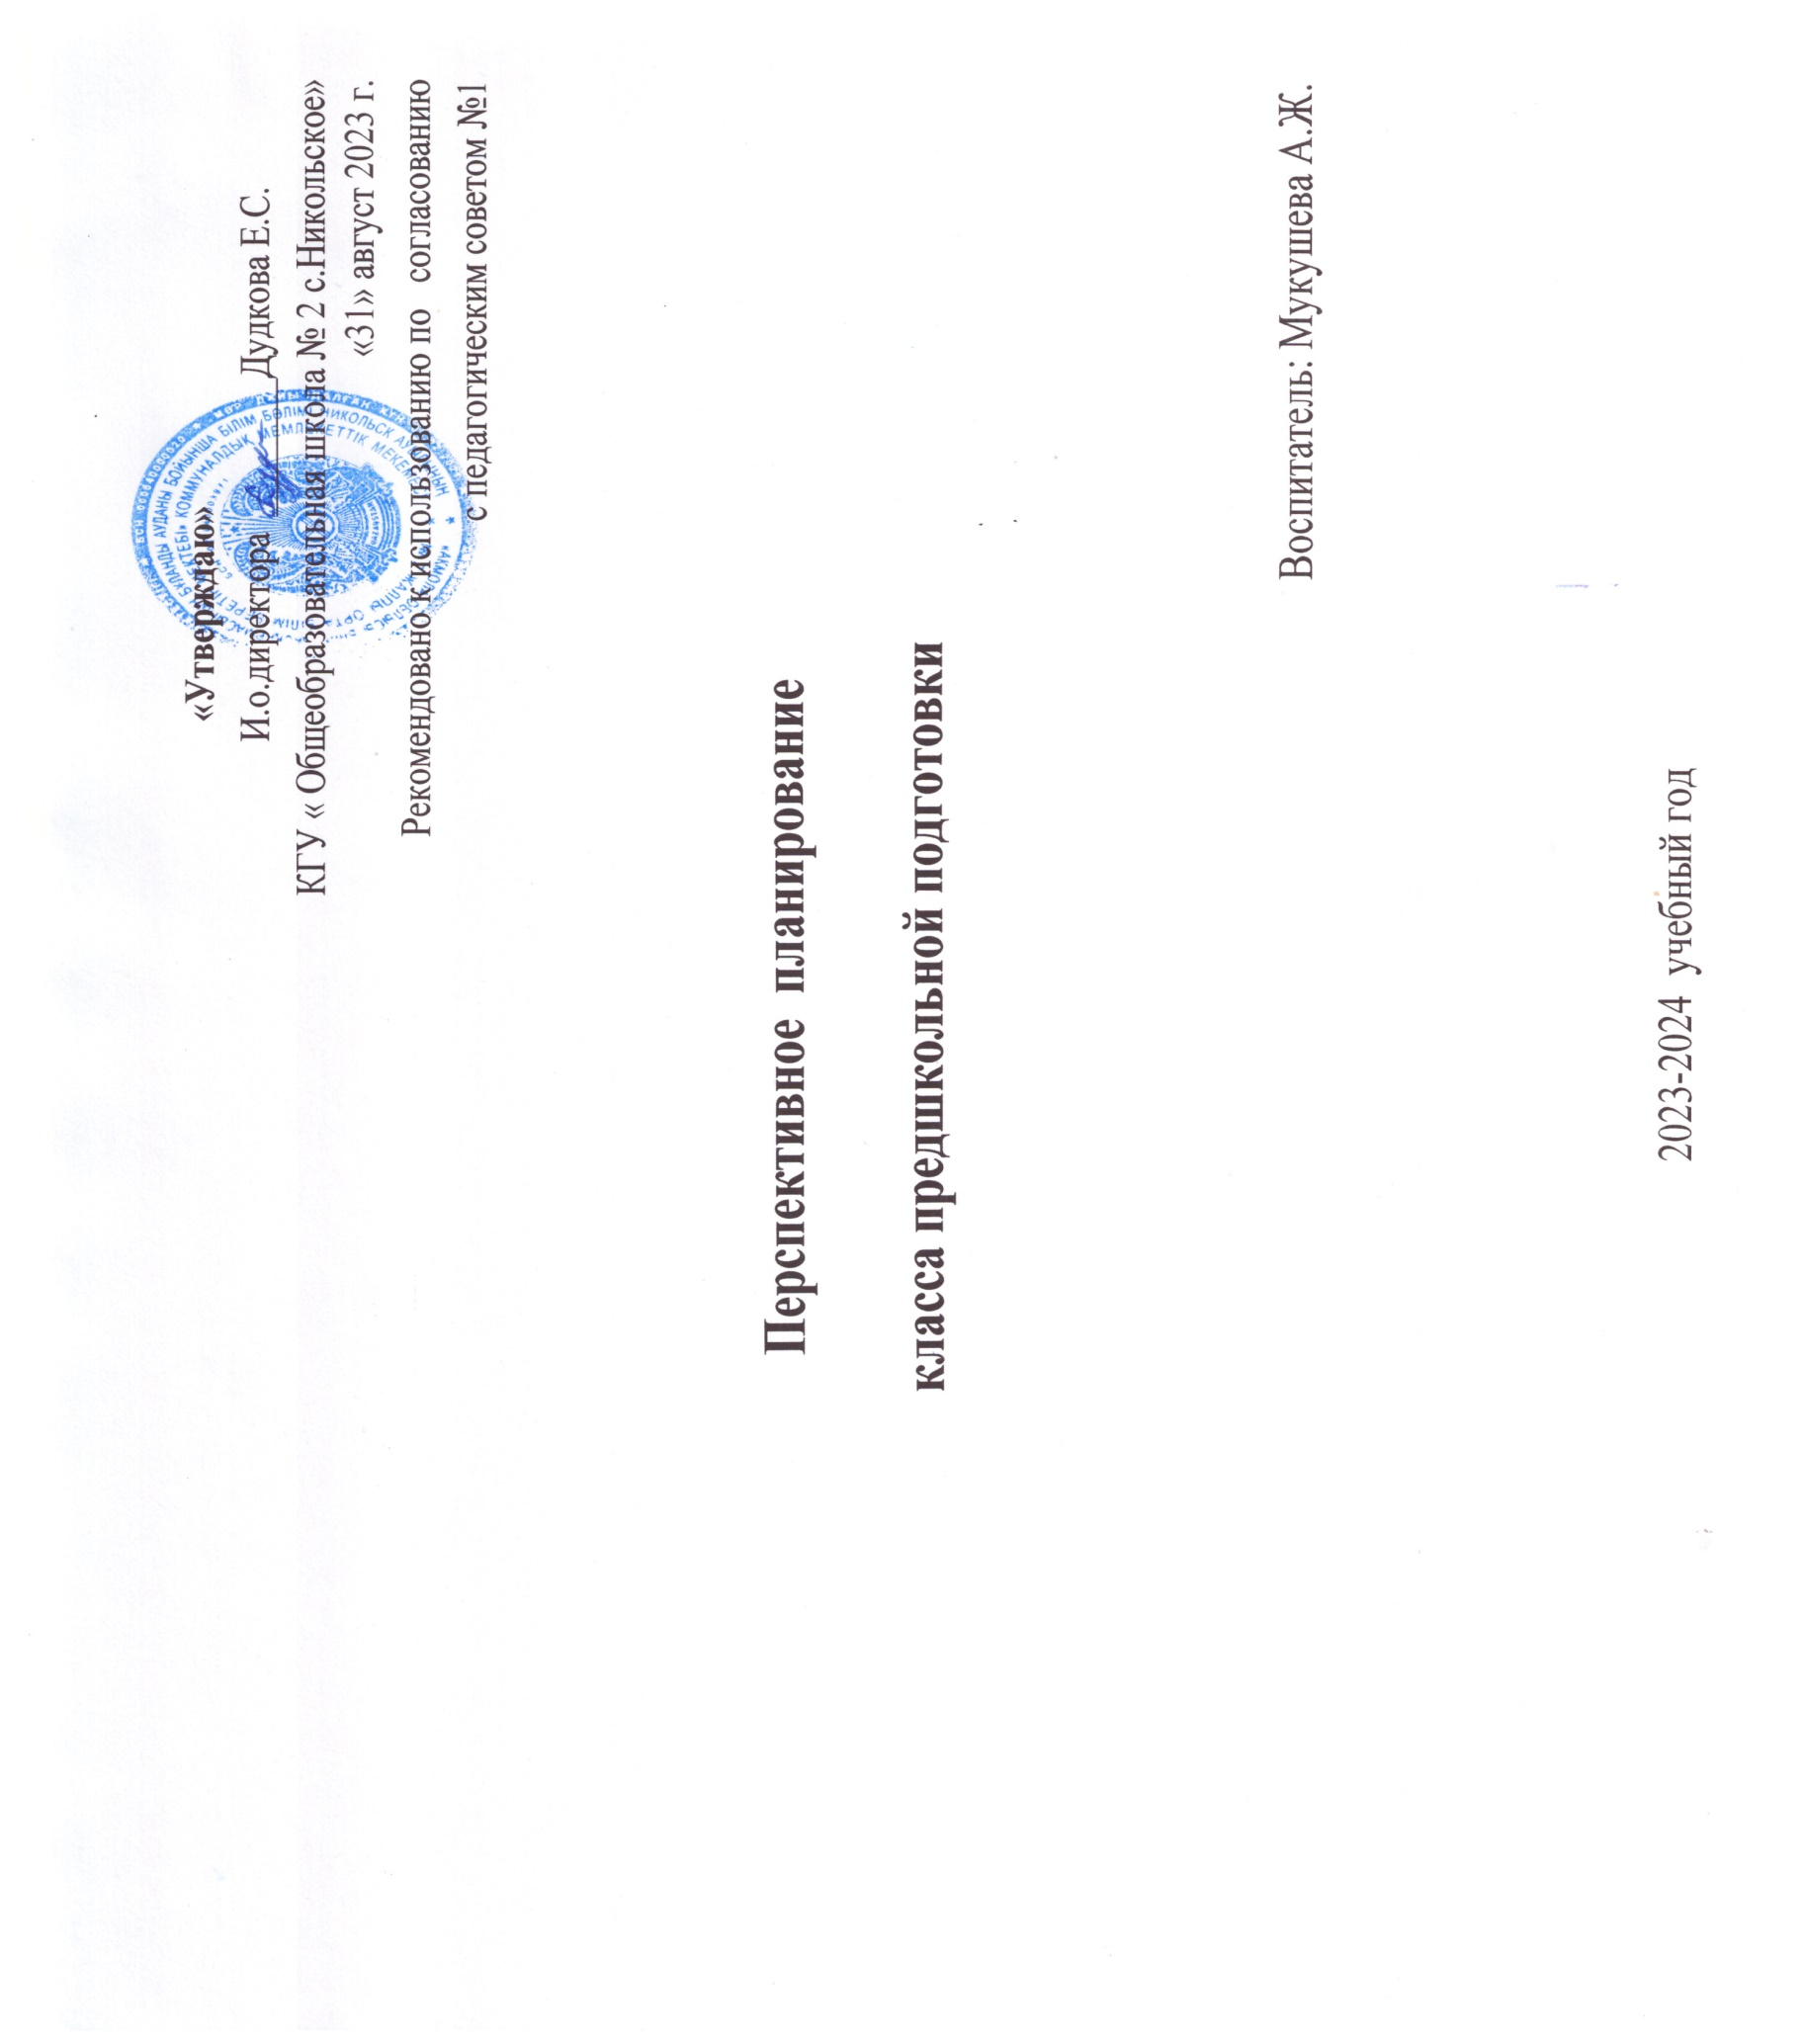 «Утверждаю»
И.о.директора Дудкова Е.С.
КГУ « Общеобразовательная школа № 2 с.Никольское»
«31» август 2023 г.
Рекомендовано к использованию по согласованию
с педагогическим советом №1
Перспективное планирование
класса предшкольной подготовки
Воспитатель: Мукушева А.Ж.
2023-2024 учебный год